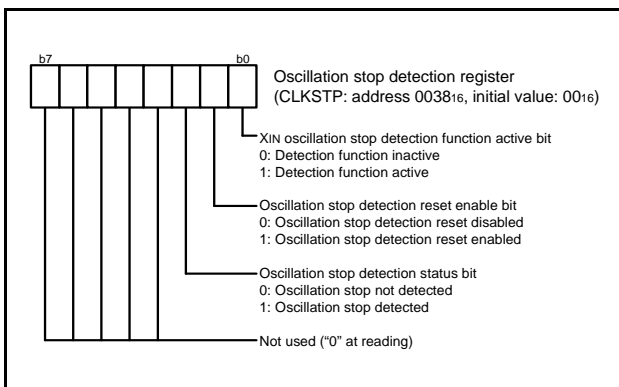 b7 b0
Oscillation stop detection register
(CLKSTP: address 003816, initial value: 0016)
XIN oscillation stop detection function active bit
0: Detection function inactive
1: Detection function active
Oscillation stop detection reset enable bit
0: Oscillation stop detection reset disabled
1: Oscillation stop detection reset enabled
Oscillation stop detection status bit
0: Oscillation stop not detected
1: Oscillation stop detected
Not used (“0” at reading)